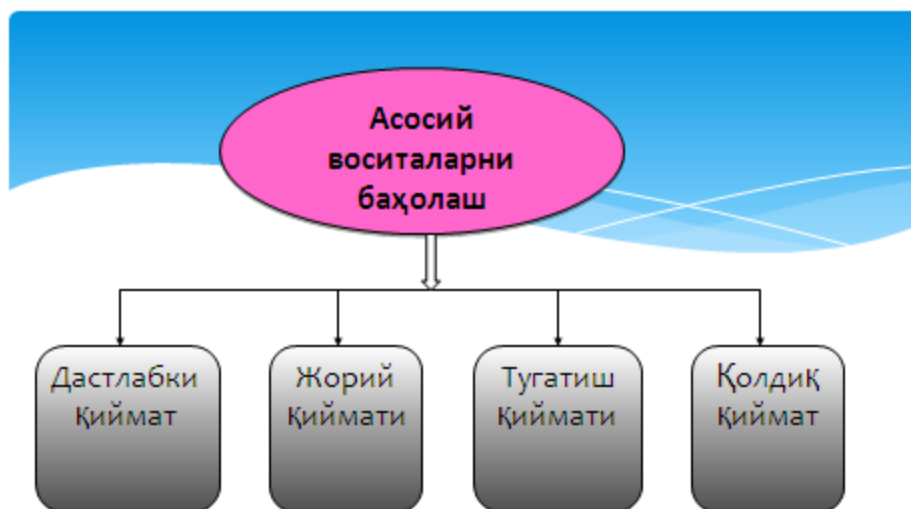 Асосий
воситаларни
баҳолаш
Дастлабки
қиймат
Жорий
қиймати
Тугатиш
қиймати
Қолдиқ
қиймат